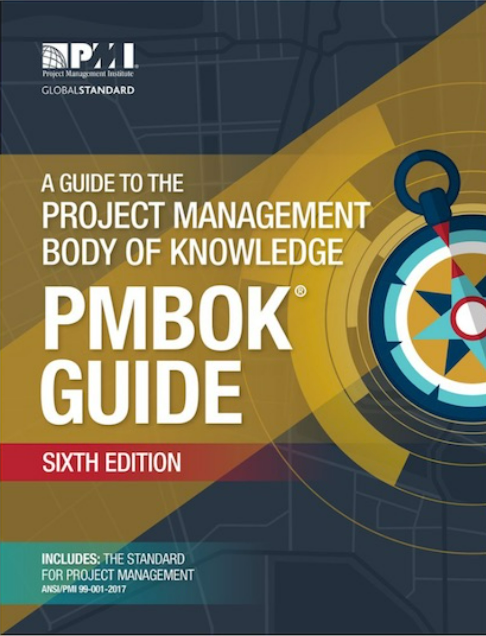 PMI
Project Management Institute
GLOBALSTANDARD
A GUIDE TO THE
PROJECT MANAGEMENT
BODY OF KNOWLEDGE
PMBOK®
GUIDE
SIXTH EDITION
INCLUDES: THE STANDARD
FOR PROJECT MANAGEMENT
ANSI/PMI 99-001-2017